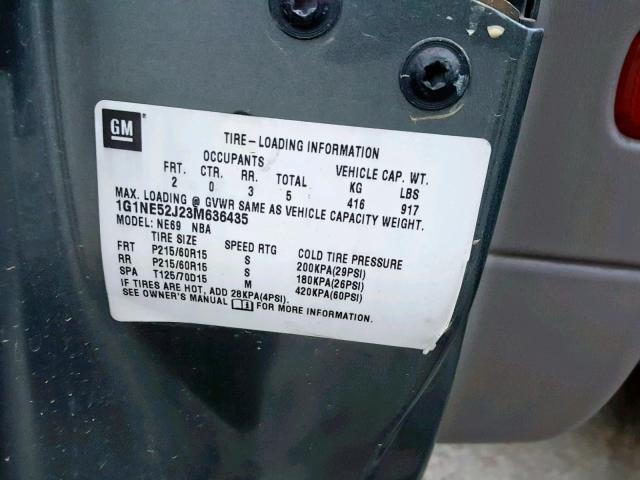 GM
TIRE-LOADING INFORMATION
OCCUPANTS VEHICLE CAP. WT.
FRT. CTR. RR. TOTAL KG LBS
2 0 3 5 416 917
MAX. LOADING @ GVWR SAME AS VEHICLE CAPACITY WEIGHT.
1G1NE52J23M636435
MODEL: NE69 NBA
TIRE SIZE SPEED RTG COLD TIRE PRESSURE
FRT P215/60R15 S 200KPA(29PSI)
RR P215/60R15 S 180KPA(26PSI)
SPA T125/70D15 M 420KPA(60PSI)
IF TIRES ARE HOT, ADD 28KPA(4PSI).
SEE OWNER'S MANUAL FOR MORE INFORMATION.